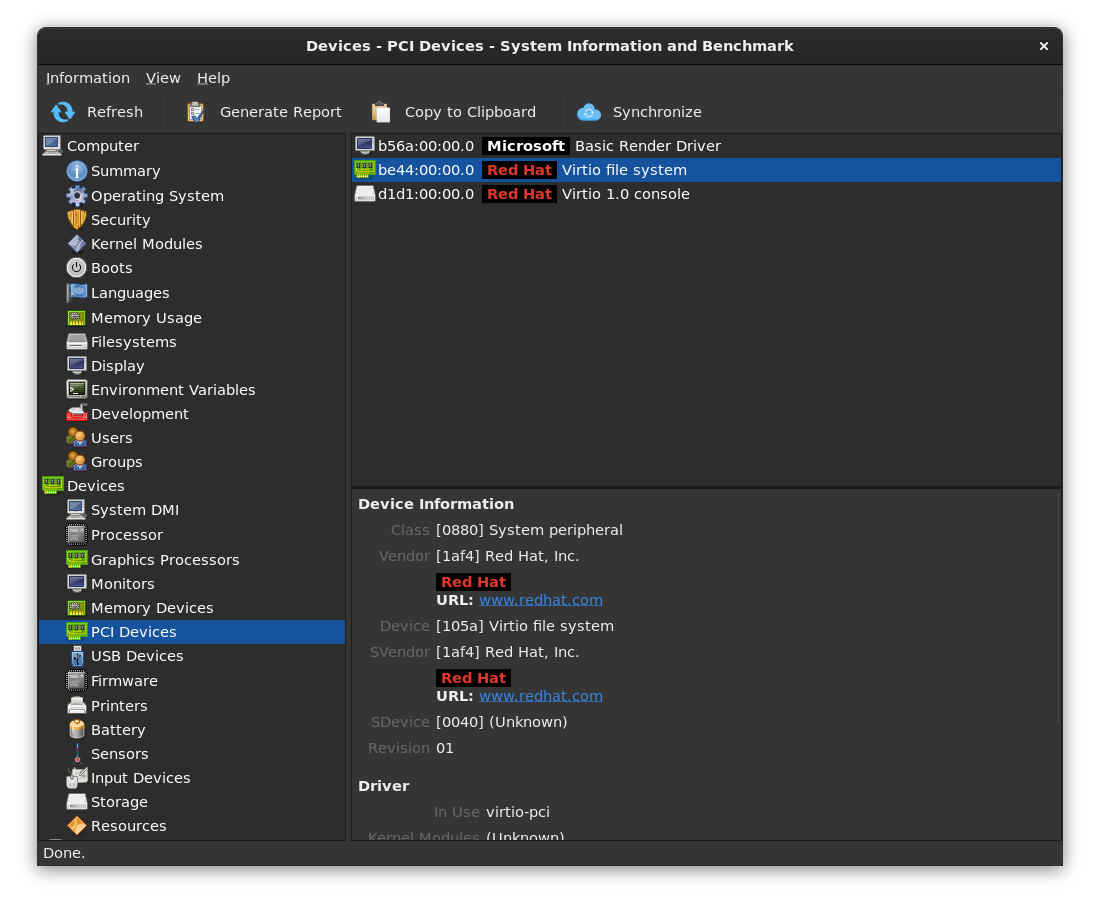 Devices - PCI Devices - System Information and Benchmark ×
Information View Help
Refresh Generate Report Copy to Clipboard Synchronize
Computer
Summary
Operating System
Security
Kernel Modules
Boots
Languages
Memory Usage
Filesystems
Display
Environment Variables
Development
Users
Groups
Devices
System DMI
Processor
Graphics Processors
Monitors
Memory Devices
PCI Devices
USB Devices
Firmware
Printers
Battery
Sensors
Input Devices
Storage
Resources
b56a:00:00.0 Microsoft Basic Render Driver
be44:00:00.0 Red Hat Virtio file system
d1d1:00:00.0 Red Hat Virtio 1.0 console
Device Information
Class [0880] System peripheral
Vendor [1af4] Red Hat, Inc.
Red Hat
URL: www.redhat.com
Device [105a] Virtio file system
SVendor [1af4] Red Hat, Inc.
Red Hat
URL: www.redhat.com
SDevice [0040] (Unknown)
Revision 01
Driver
In Use virtio-pci
Kernel Modules (Unknown)
Done.